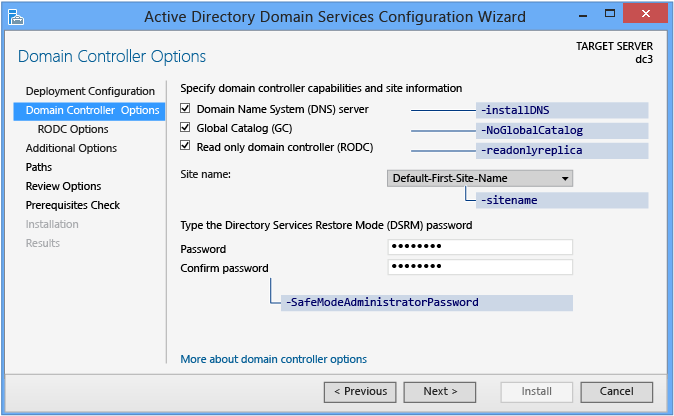 Active Directory Domain Services Configuration Wizard
Domain Controller Options
TARGET SERVER
dc3
Deployment Configuration
Domain Controller Options
RODC Options
Additional Options
Paths
Review Options
Prerequisites Check
Installation
Results
Specify domain controller capabilities and site information
Domain Name System (DNS) server
-installDNS
Global Catalog (GC)
-NoGlobalCatalog
Read only domain controller (RODC)
-readonlyreplica
Site name:
Default-First-Site-Name
-sitename
Type the Directory Services Restore Mode (DSRM) password
Password
••••••••
Confirm password
••••••••
-SafeModeAdministratorPassword
More about domain controller options
< Previous
Next >
Install
Cancel